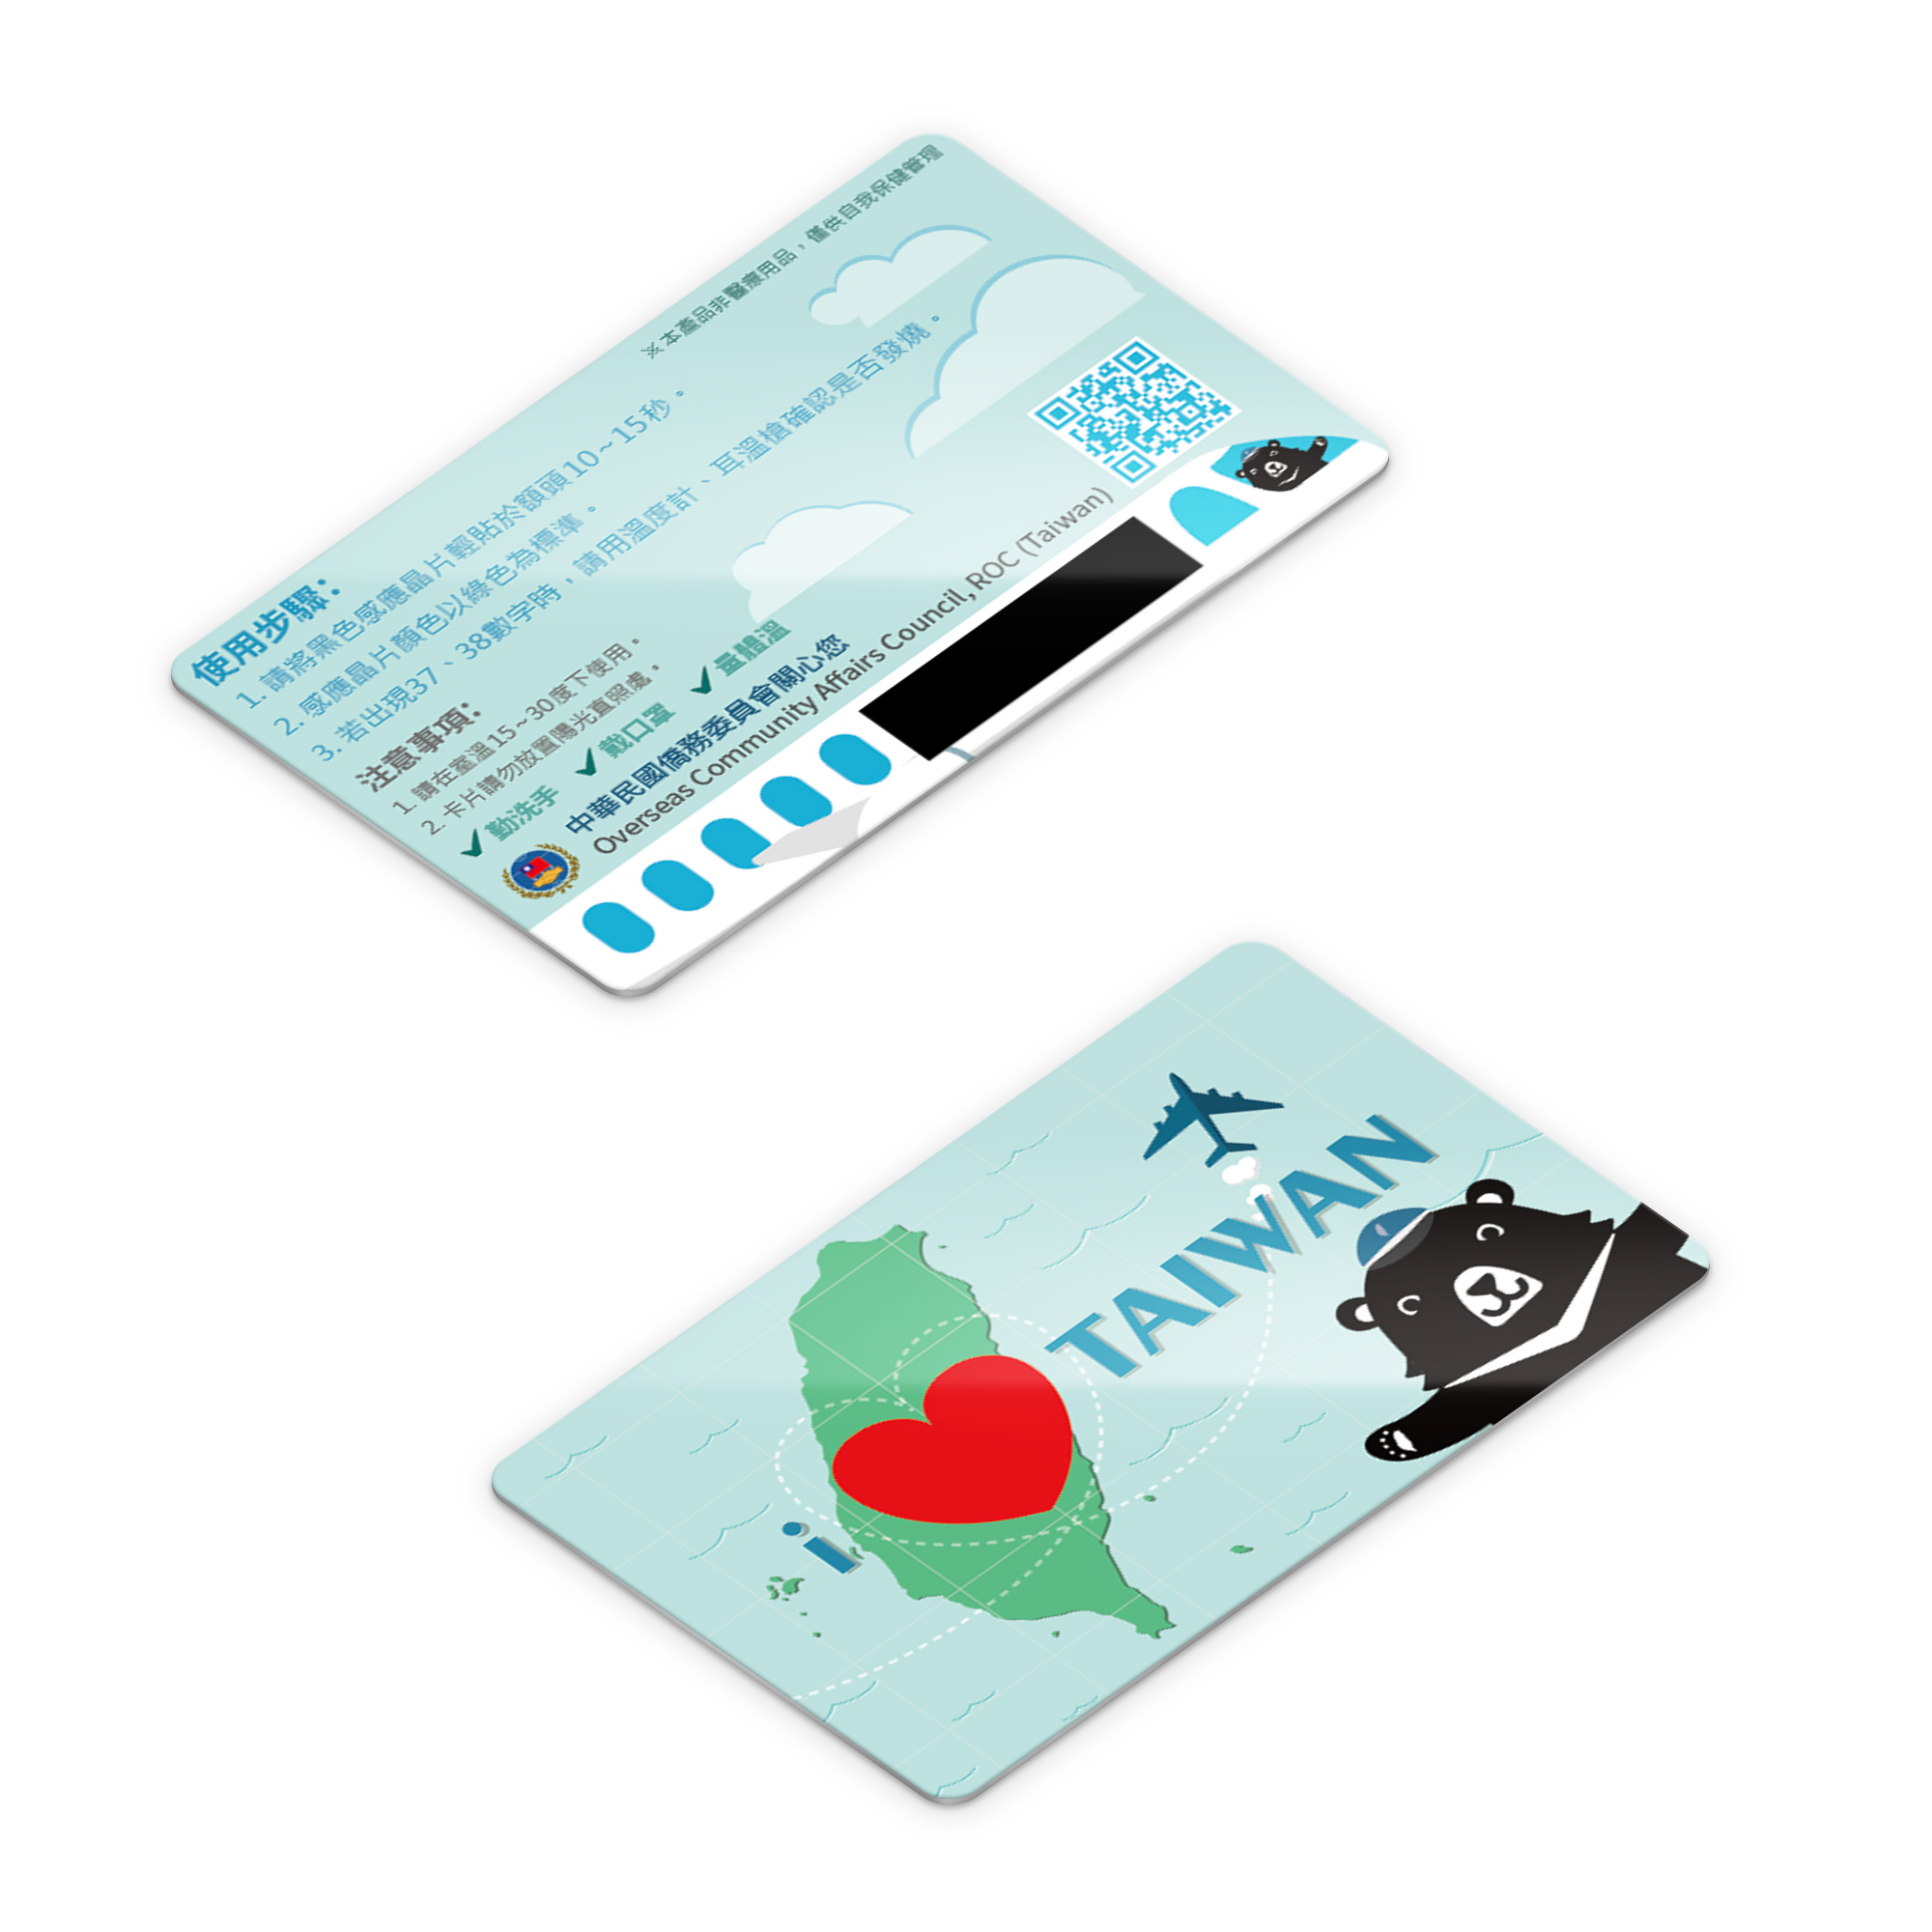 ※本產品非醫療用品，僅供自我保健管理
使用步驟：
1. 請將黑色感應晶片輕貼於額頭10~15秒。
2. 感應晶片顏色以綠色為標準。
3. 若出現37、38數字時，請用溫度計、耳溫槍確認是否發燒。
注意事項：
1. 請在室溫15~30度下使用。
2. 卡片請勿放置陽光直照處。
✓勤洗手 ✓戴口罩 ✓量體溫
中華民國僑務委員會關心您
Overseas Community Affairs Council, ROC (Taiwan)
i
TAIWAN